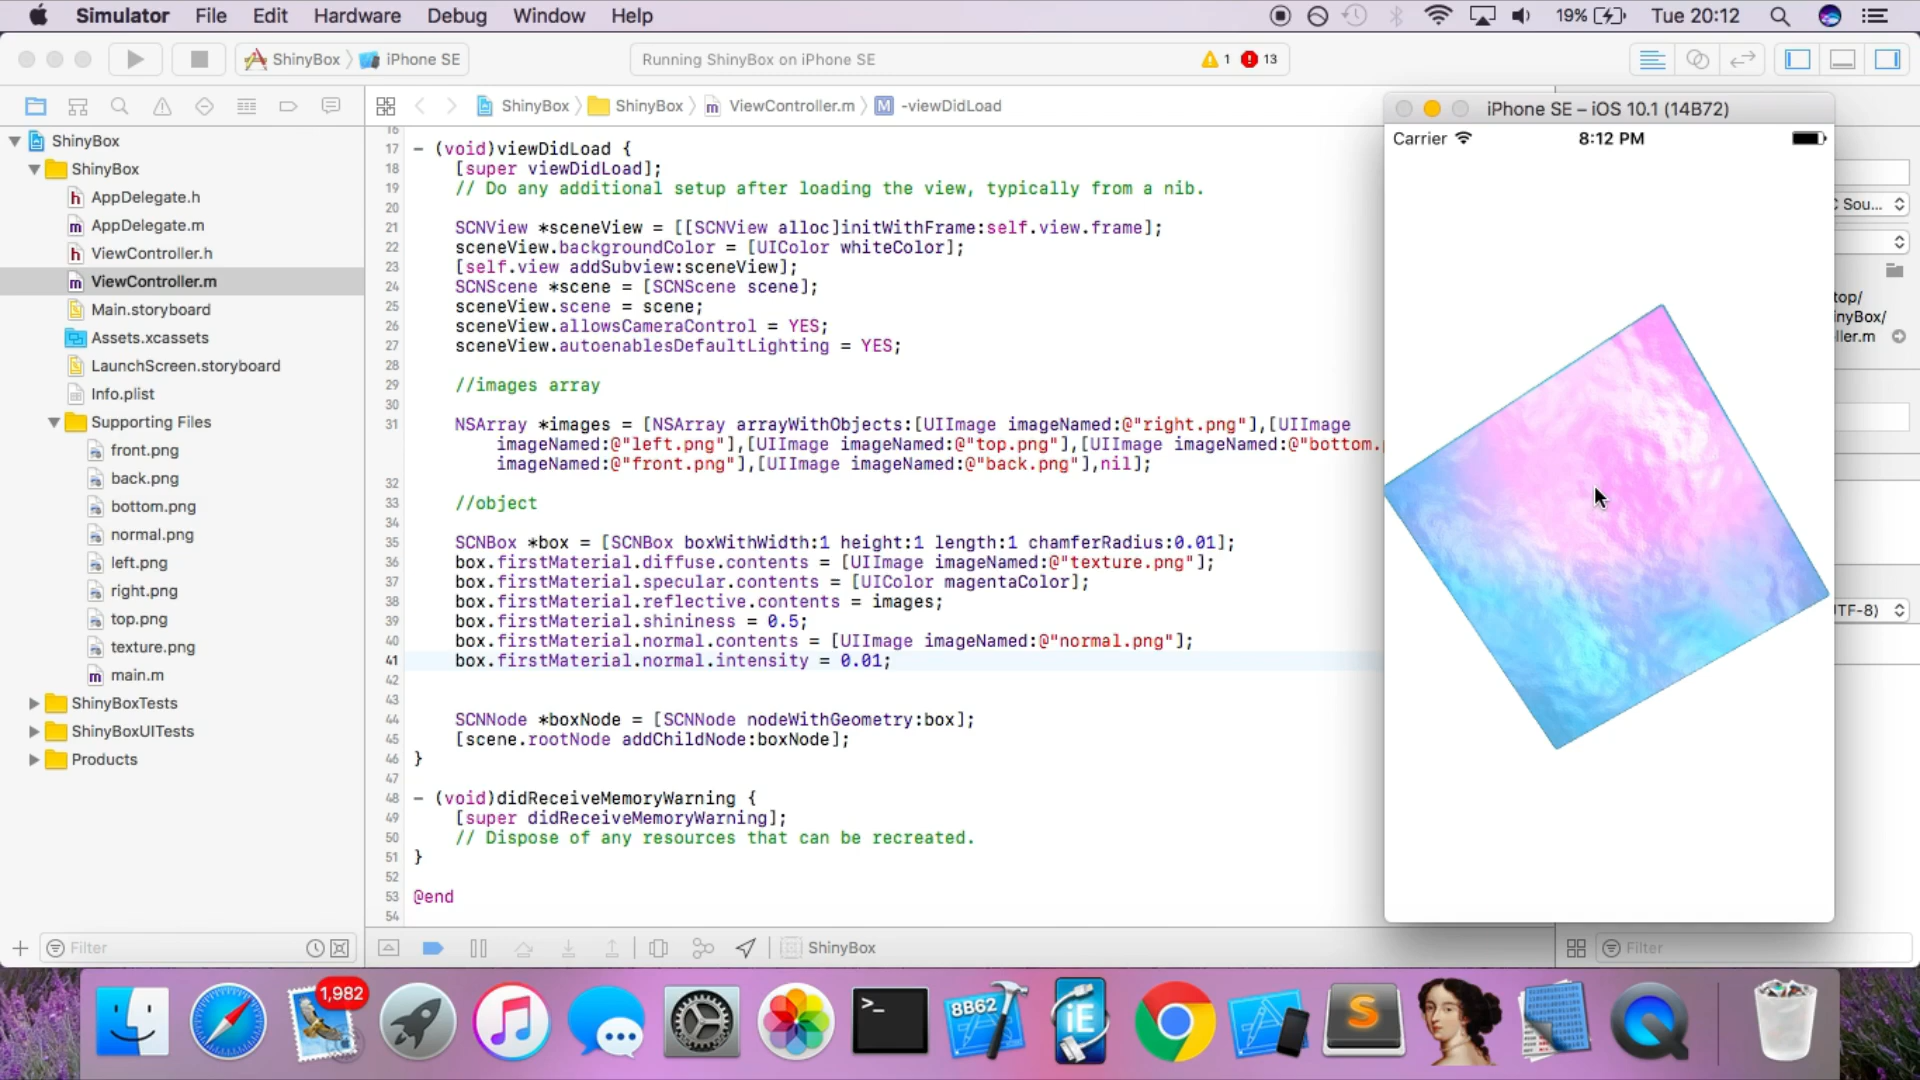 Simulator File Edit Hardware Debug Window Help 19% Tue 20:12
ShinyBox iPhone SE Running ShinyBox on iPhone SE 1 13
ShinyBox ShinyBox ViewController.m M -viewDidLoad
iPhone SE – iOS 10.1 (14B72)
Carrier 8:12 PM
ShinyBox
ShinyBox
h AppDelegate.h
m AppDelegate.m
h ViewController.h
m ViewController.m
Main.storyboard
Assets.xcassets
LaunchScreen.storyboard
Info.plist
Supporting Files
front.png
back.png
bottom.png
normal.png
left.png
right.png
top.png
texture.png
m main.m
ShinyBoxTests
ShinyBoxUITests
Products
Filter
16
17 - (void)viewDidLoad {
18 [super viewDidLoad];
19 // Do any additional setup after loading the view, typically from a nib.
20
21 SCNView *sceneView = [[SCNView alloc]initWithFrame:self.view.frame];
22 sceneView.backgroundColor = [UIColor whiteColor];
23 [self.view addSubview:sceneView];
24 SCNScene *scene = [SCNScene scene];
25 sceneView.scene = scene;
26 sceneView.allowsCameraControl = YES;
27 sceneView.autoenablesDefaultLighting = YES;
28
29 //images array
30
31 NSArray *images = [NSArray arrayWithObjects:[UIImage imageNamed:@"right.png"],[UIImage
imageNamed:@"left.png"],[UIImage imageNamed:@"top.png"],[UIImage imageNamed:@"bottom.
imageNamed:@"front.png"],[UIImage imageNamed:@"back.png"],nil];
32
33 //object
34
35 SCNBox *box = [SCNBox boxWithWidth:1 height:1 length:1 chamferRadius:0.01];
36 box.firstMaterial.diffuse.contents = [UIImage imageNamed:@"texture.png"];
37 box.firstMaterial.specular.contents = [UIColor magentaColor];
38 box.firstMaterial.reflective.contents = images;
39 box.firstMaterial.shininess = 0.5;
40 box.firstMaterial.normal.contents = [UIImage imageNamed:@"normal.png"];
41 box.firstMaterial.normal.intensity = 0.01;
42
43
44 SCNNode *boxNode = [SCNNode nodeWithGeometry:box];
45 [scene.rootNode addChildNode:boxNode];
46 }
47
48 - (void)didReceiveMemoryWarning {
49 [super didReceiveMemoryWarning];
50 // Dispose of any resources that can be recreated.
51 }
52
53 @end
54
ShinyBox
C Sou...
top/
inyBox/
ller.m
TF-8)
Filter
1,982
>_
8B62
iE
S